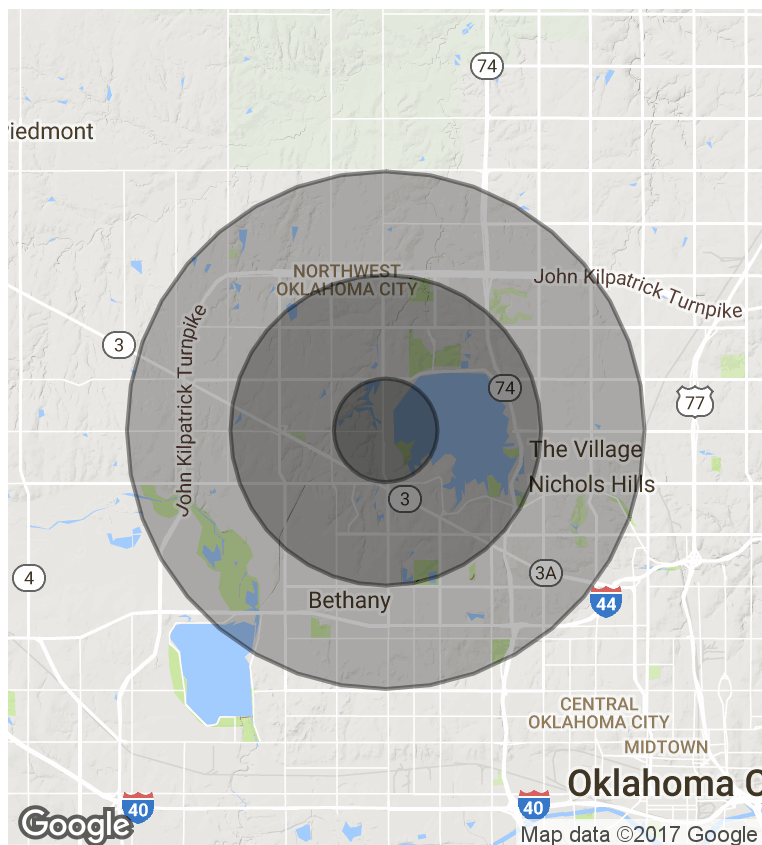 74
iedmont
NORTHWEST
OKLAHOMA CITY
John Kilpatrick Turnpike
John Kilpatrick Turnpike
3
74
77
The Village
Nichols Hills
3
4
3A
Bethany
44
CENTRAL
OKLAHOMA CITY
MIDTOWN
Oklahoma C
40
40
Google
Map data ©2017 Google